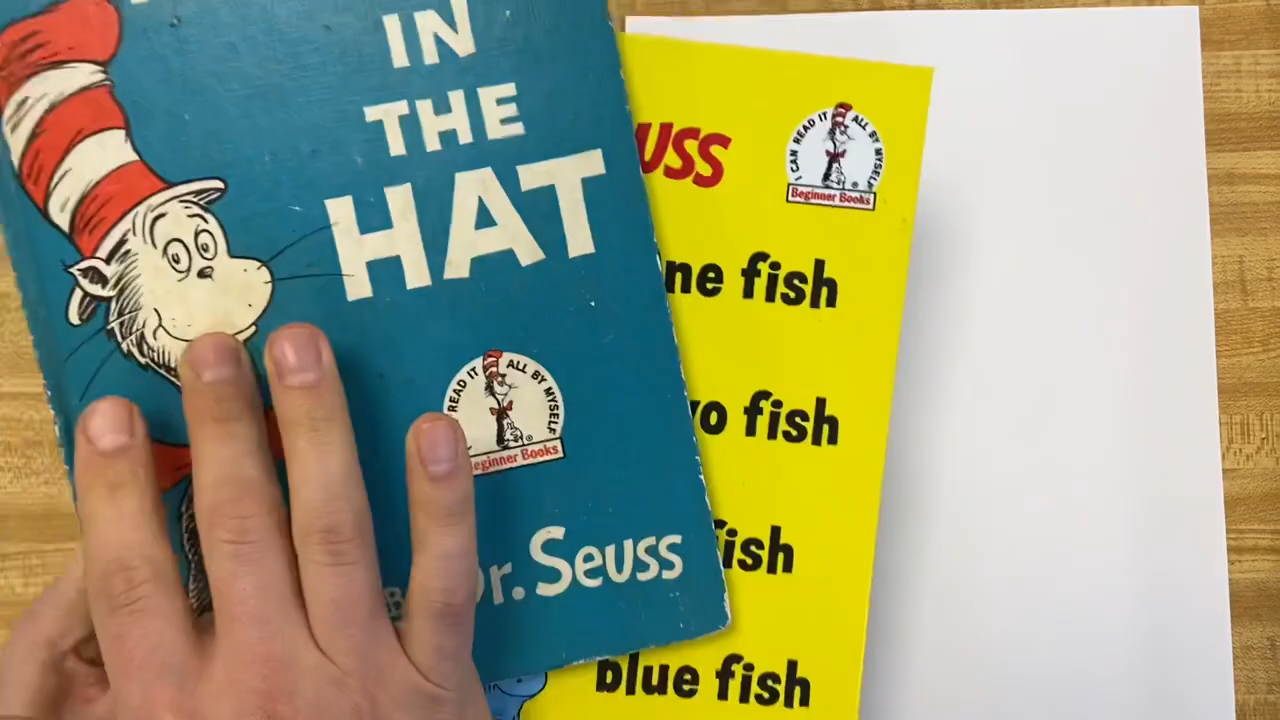 IN
THE
HAT
READ IT ALL BY MYSELF
Beginner Books
Dr. Seuss
USS
I CAN READ IT ALL BY MYSELF
Beginner Books
ne fish
o fish
fish
blue fish